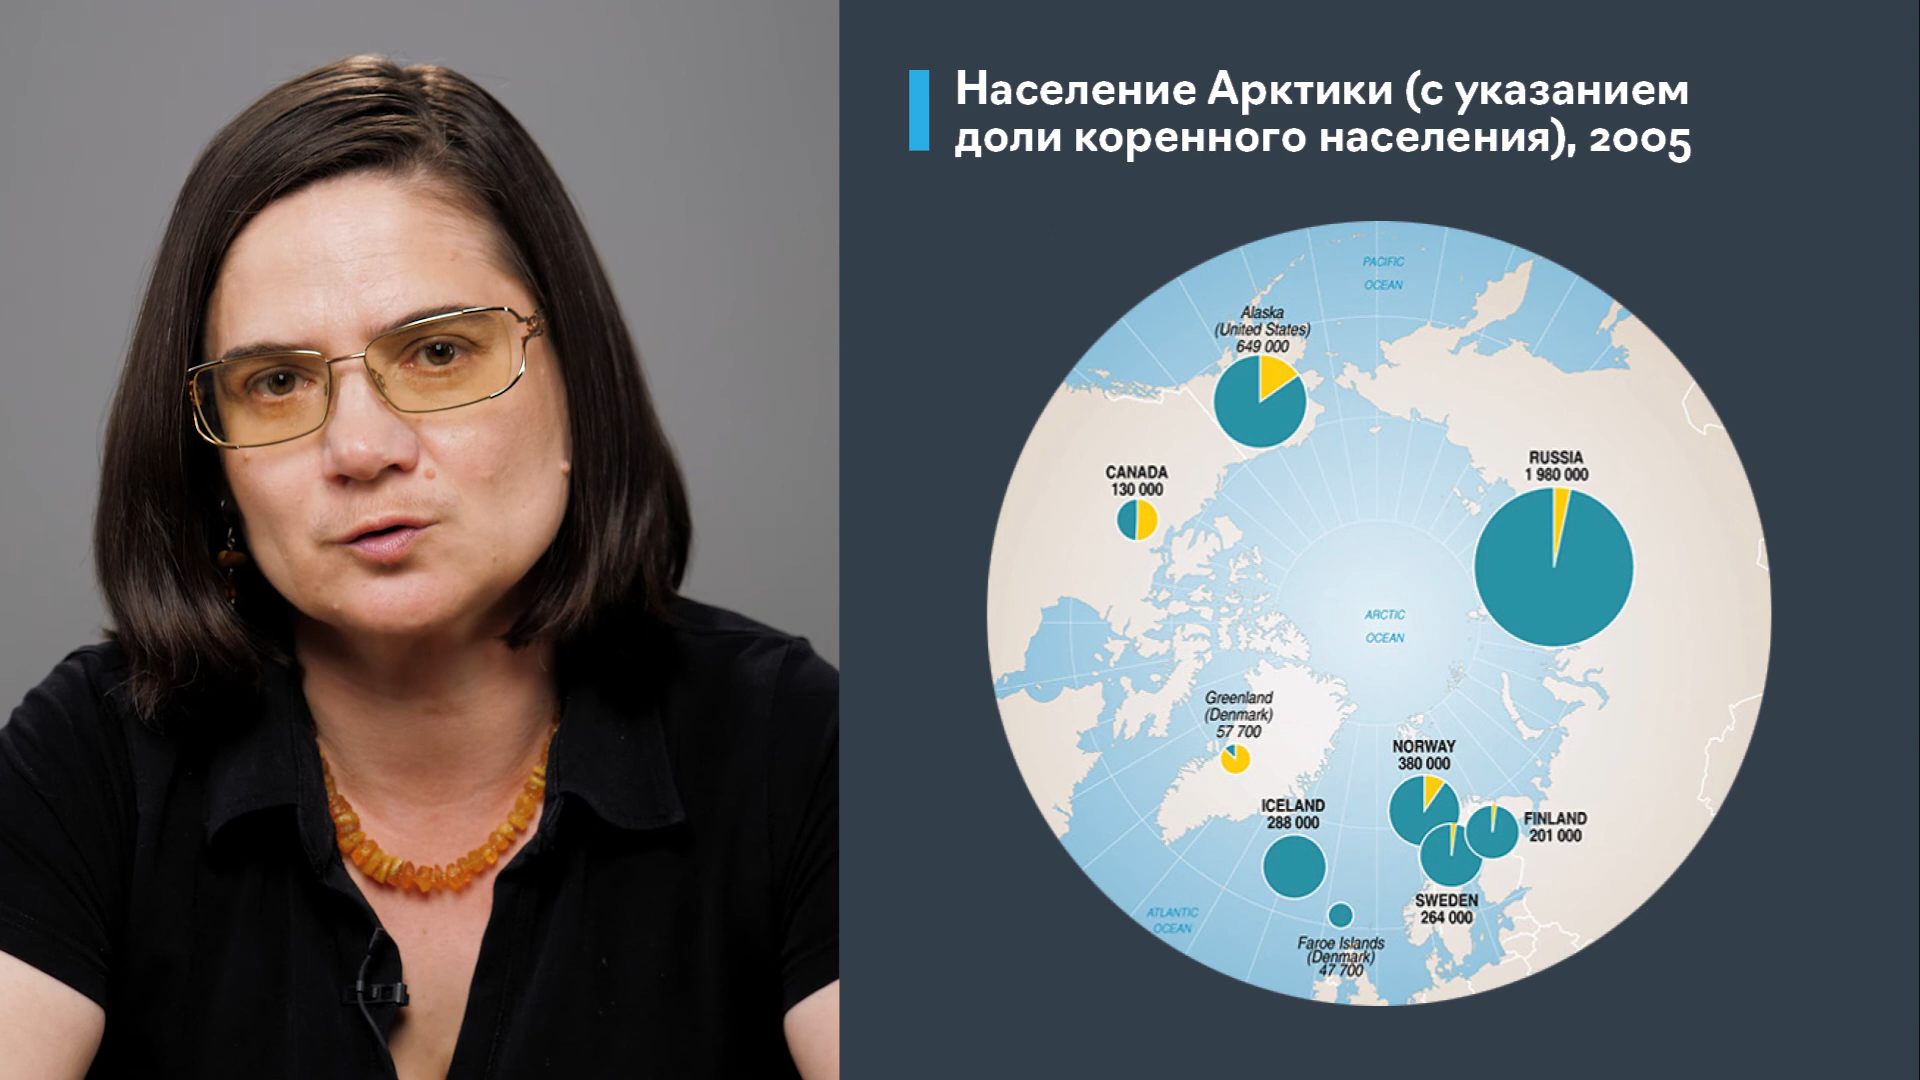 Население Арктики (с указанием
доли коренного населения), 2005
PACIFIC
OCEAN
Alaska
(United States)
649 000
CANADA
130 000
RUSSIA
1 980 000
ARCTIC
OCEAN
Greenland
(Denmark)
57 700
NORWAY
380 000
ICELAND
288 000
FINLAND
201 000
SWEDEN
264 000
ATLANTIC
OCEAN
Faroe Islands
(Denmark)
47 700